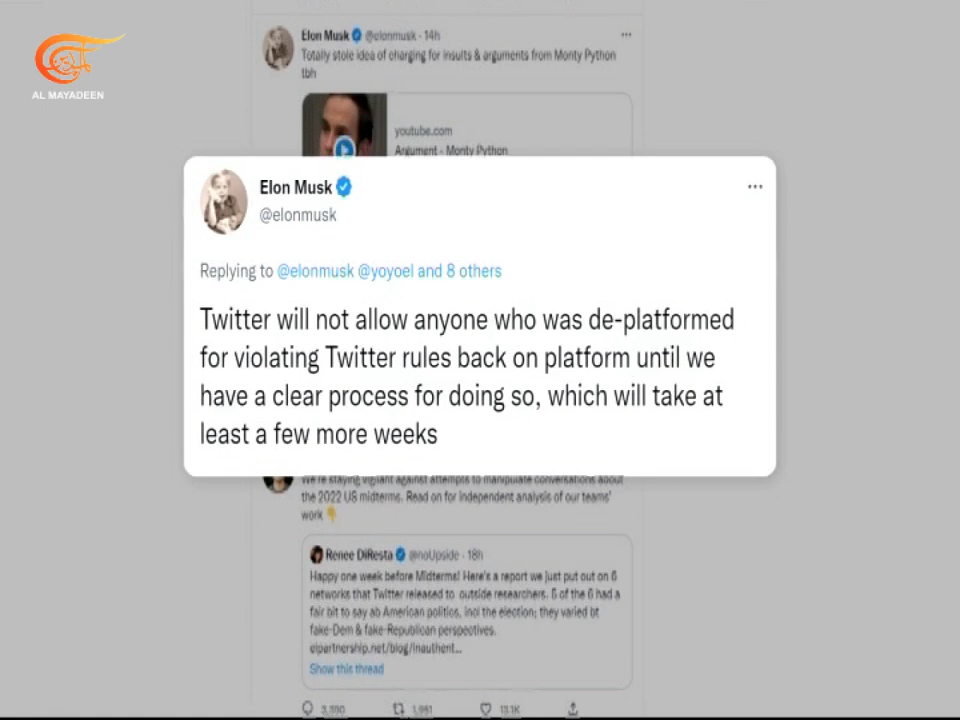 AL MAYADEEN
Elon Musk @elonmusk · 14h
Totally stole idea of charging for insults & arguments from Monty Python
tbh
youtube.com
Argument - Monty Python
Elon Musk
@elonmusk
Replying to @elonmusk @yoyoel and 8 others
Twitter will not allow anyone who was de-platformed
for violating Twitter rules back on platform until we
have a clear process for doing so, which will take at
least a few more weeks
We're staying vigilant against attempts to manipulate conversations about
the 2022 US midterms. Read on for independent analysis of our teams'
work 👇
Renee DiResta @noUpside · 18h
Happy one week before Midterms! Here's a report we just put out on 6
networks that Twitter released to outside researchers. 5 of the 6 had a
fair bit to say ab American politics, incl the election; they varied bt
fake-Dem & fake-Republican perspectives.
eipartnership.net/blog/inauthent...
Show this thread
13.1K